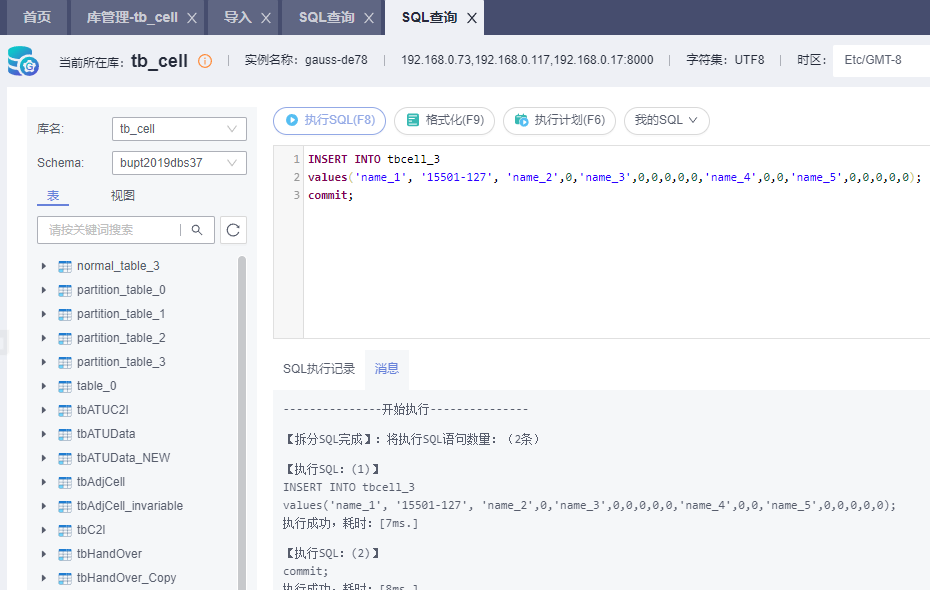 首页 库管理-tb_cell 导入 SQL查询 SQL查询
当前所在库: tb_cell 实例名称: gauss-de78 192.168.0.73,192.168.0.117,192.168.0.17:8000 字符集: UTF8 时区: Etc/GMT-8
库名: tb_cell
Schema: bupt2019dbs37
表 视图
请按关键词搜索
normal_table_3
partition_table_0
partition_table_1
partition_table_2
partition_table_3
table_0
tbATUC2I
tbATUData
tbATUData_NEW
tbAdjCell
tbAdjCell_invariable
tbC2I
tbHandOver
tbHandOver_Copy
执行SQL(F8) 格式化(F9) 执行计划(F6) 我的SQL
1 INSERT INTO tbcell_3
2 values('name_1', '15501-127', 'name_2',0,'name_3',0,0,0,0,0,'name_4',0,0,'name_5',0,0,0,0,0);
3 commit;
SQL执行记录 消息
---------------开始执行---------------
【拆分SQL完成】: 将执行SQL语句数量: (2条)
【执行SQL: (1)】
INSERT INTO tbcell_3
values('name_1', '15501-127', 'name_2',0,'name_3',0,0,0,0,0,'name_4',0,0,'name_5',0,0,0,0,0);
执行成功, 耗时: [7ms.]
【执行SQL: (2)】
commit;
执行成功, 耗时: [8ms.]